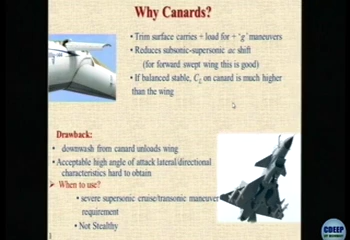 Why Canards?
• Trim surface carries + load for + 'g' maneuvers
• Reduces subsonic-supersonic ac shift
(for forward swept wing this is good)
• If balanced stable, CL on canard is much higher
than the wing
Drawback:
• downwash from canard unloads wing
• Acceptable high angle of attack lateral/directional
characteristics hard to obtain
➢ When to use?
• severe supersonic cruise/transonic maneuver
requirement
• Not Stealthy
CDEEP
IIT BOMBAY